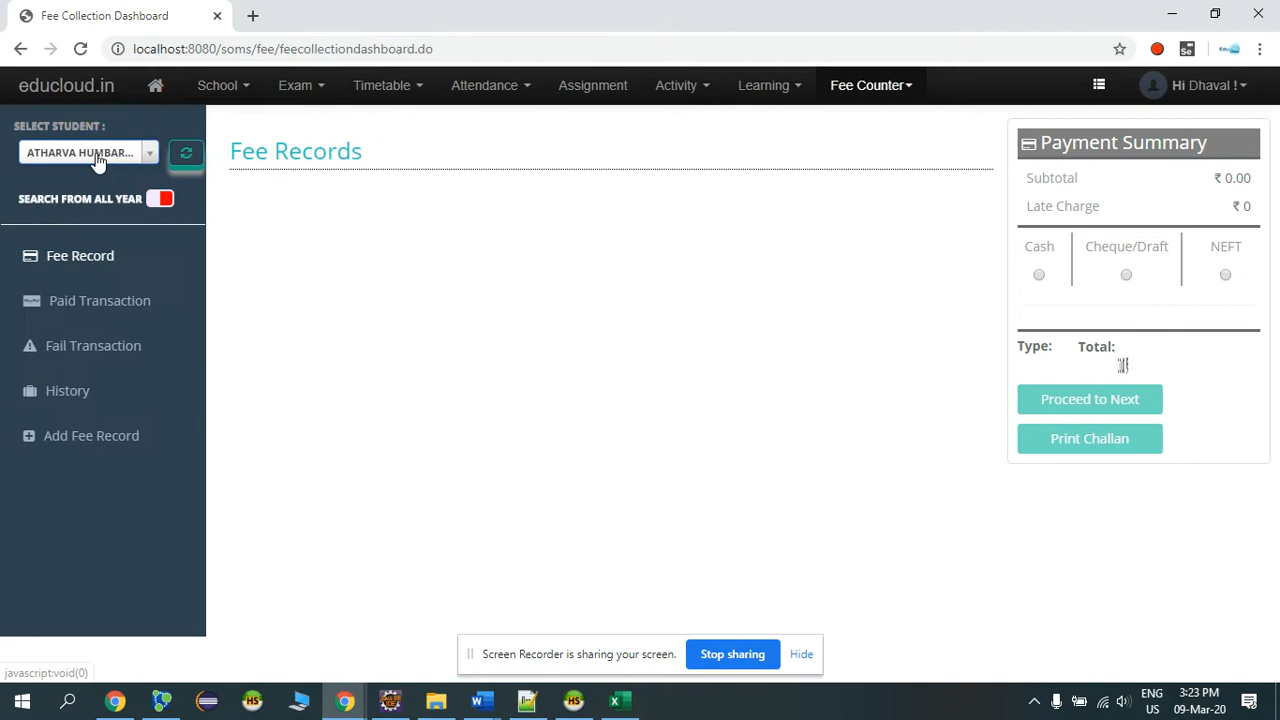 Fee Collection Dashboard
localhost:8080/soms/fee/feecollectiondashboard.do
educloud.in School Exam Timetable Attendance Assignment Activity Learning Fee Counter Hi Dhaval !
SELECT STUDENT :
ATHARVA HUMBAR...
SEARCH FROM ALL YEAR
Fee Record
Paid Transaction
Fail Transaction
History
Add Fee Record
Fee Records
Payment Summary
Subtotal ₹ 0.00
Late Charge ₹ 0
Cash Cheque/Draft NEFT
Type: Total:
Proceed to Next
Print Challan
Screen Recorder is sharing your screen. Stop sharing Hide
javascript:void(0)
ENG 3:23 PM
US 09-Mar-20